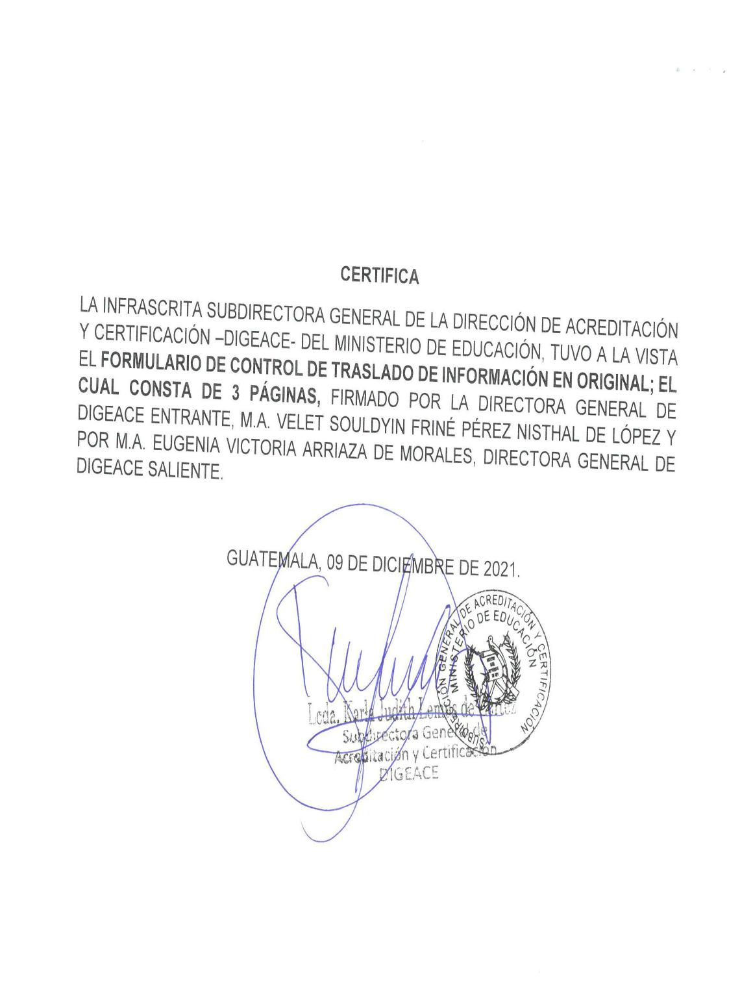 CERTIFICA
LA INFRASCRITA SUBDIRECTORA GENERAL DE LA DIRECCIÓN DE ACREDITACIÓN
Y CERTIFICACIÓN –DIGEACE- DEL MINISTERIO DE EDUCACIÓN, TUVO A LA VISTA
EL FORMULARIO DE CONTROL DE TRASLADO DE INFORMACIÓN EN ORIGINAL; EL
CUAL CONSTA DE 3 PÁGINAS, FIRMADO POR LA DIRECTORA GENERAL DE
DIGEACE ENTRANTE, M.A. VELET SOULDYIN FRINÉ PÉREZ NISTHAL DE LÓPEZ Y
POR M.A. EUGENIA VICTORIA ARRIAZA DE MORALES, DIRECTORA GENERAL DE
DIGEACE SALIENTE.
GUATEMALA, 09 DE DICIEMBRE DE 2021.
SUBDIRECCIÓN GENERAL DE ACREDITACIÓN Y CERTIFICACIÓN
MINISTERIO DE EDUCACIÓN
Lcda. Karla Judith Lemus de
Subdirectora General de
Acreditación y Certificación
DIGEACE